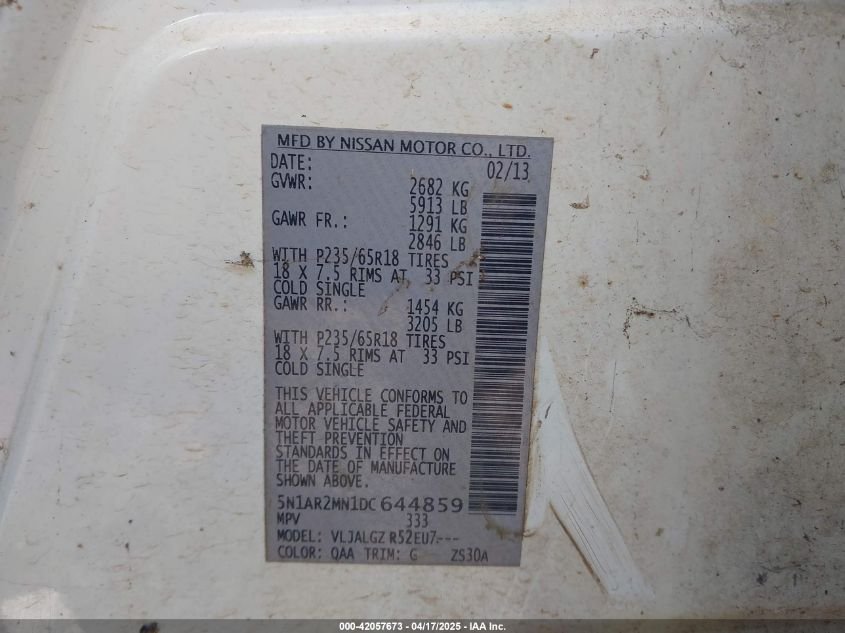 MFD BY NISSAN MOTOR CO., LTD.
DATE: 02/13
GVWR: 2682 KG
5913 LB
GAWR FR.: 1291 KG
2846 LB
WITH P235/65R18 TIRES
18 X 7.5 RIMS AT 33 PSI
COLD SINGLE
GAWR RR.: 1454 KG
3205 LB
WITH P235/65R18 TIRES
18 X 7.5 RIMS AT 33 PSI
COLD SINGLE
THIS VEHICLE CONFORMS TO
ALL APPLICABLE FEDERAL
MOTOR VEHICLE SAFETY AND
THEFT PREVENTION
STANDARDS IN EFFECT ON
THE DATE OF MANUFACTURE
SHOWN ABOVE.
5N1AR2MN1DC644859
MPV 333
MODEL: VLJALGZ R52EU7---
COLOR: QAA TRIM: G ZS30A
000-42057673 - 04/17/2025 - IAA Inc.